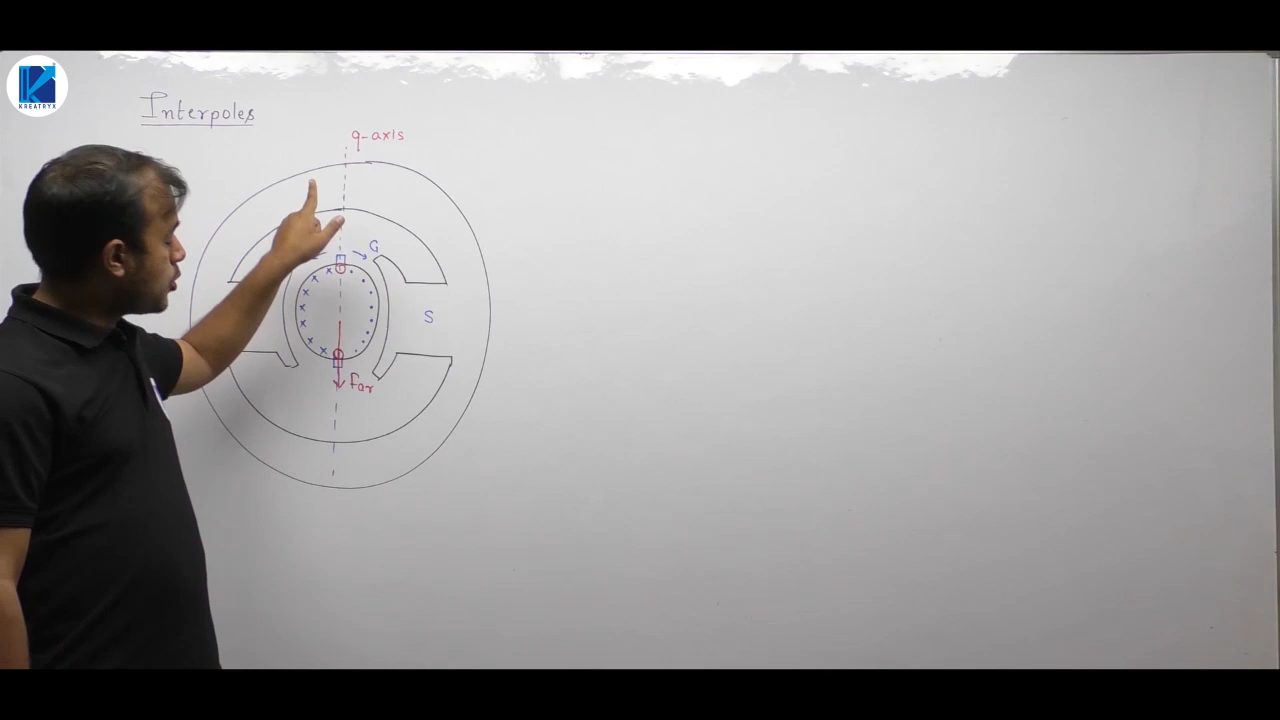 KREATRYX
Interpoles
q-axis
G
S
Far